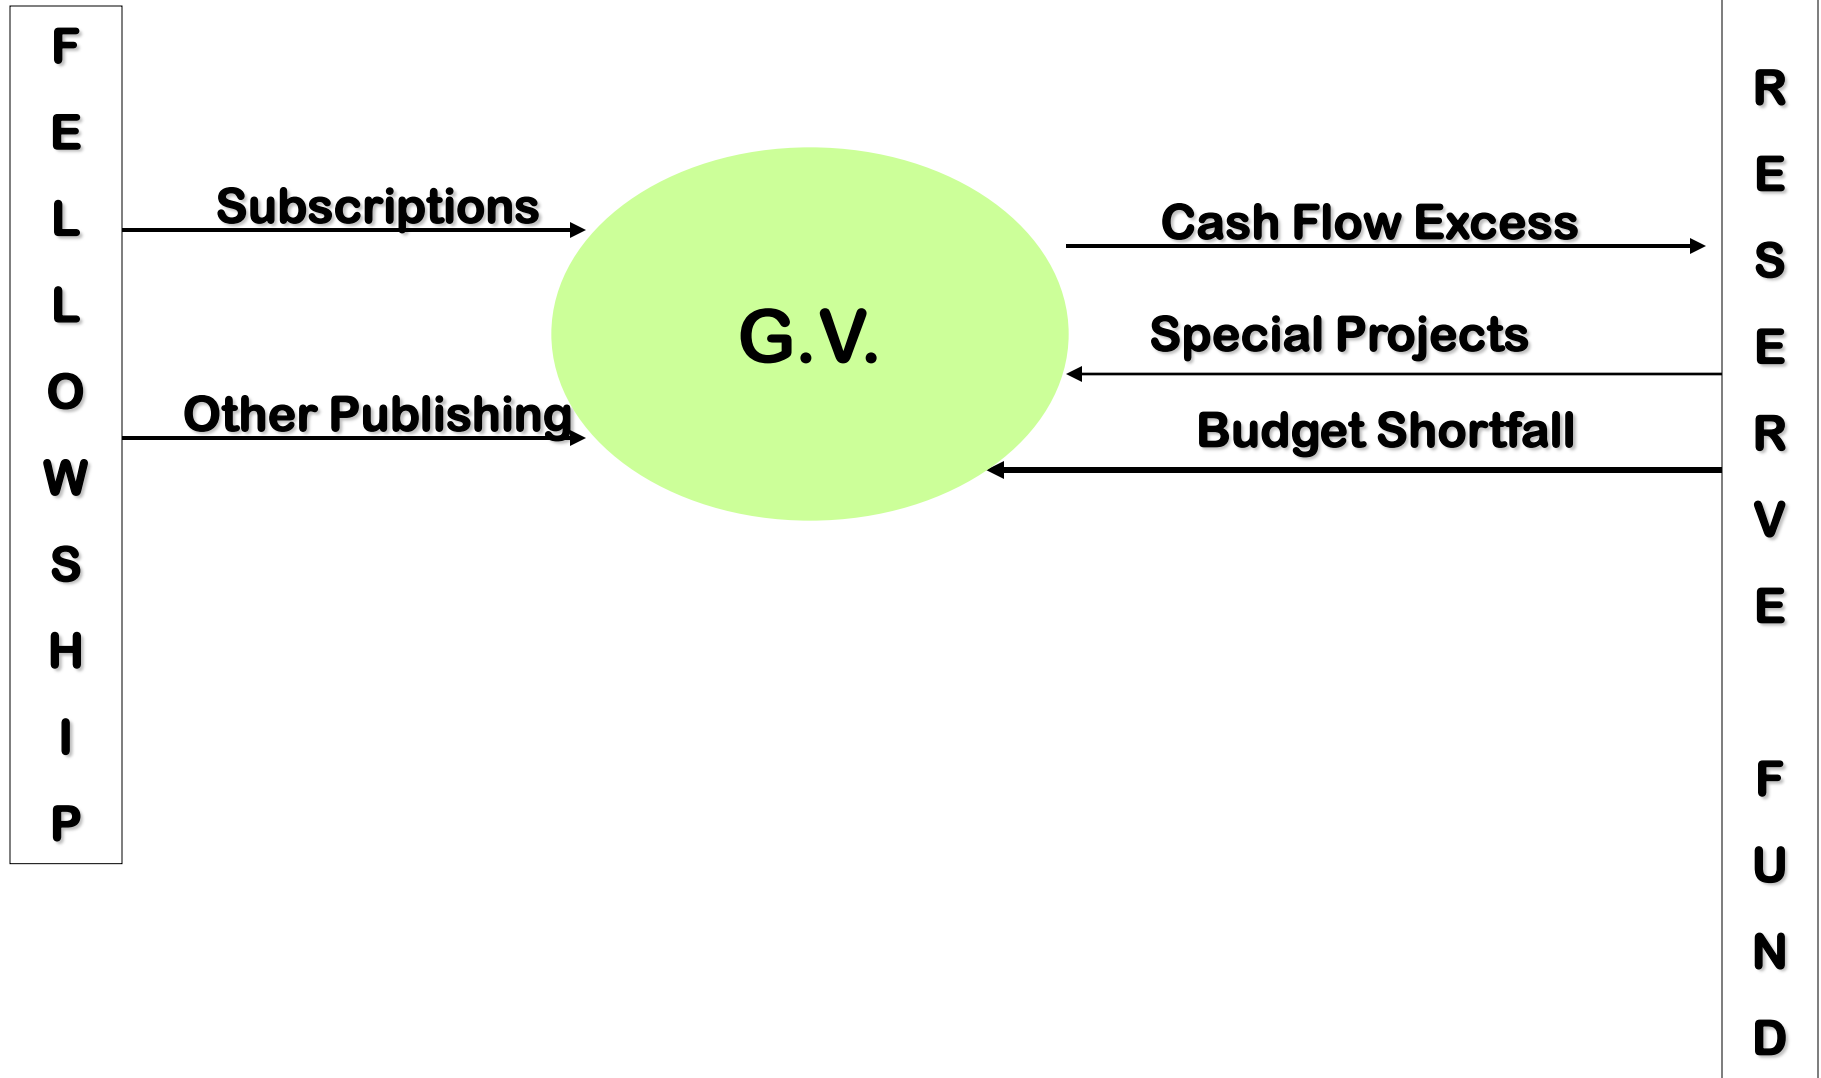 FELLOWSHIP
Subscriptions
Other Publishing
G.V.
Cash Flow Excess
Special Projects
Budget Shortfall
RESERVE FUND